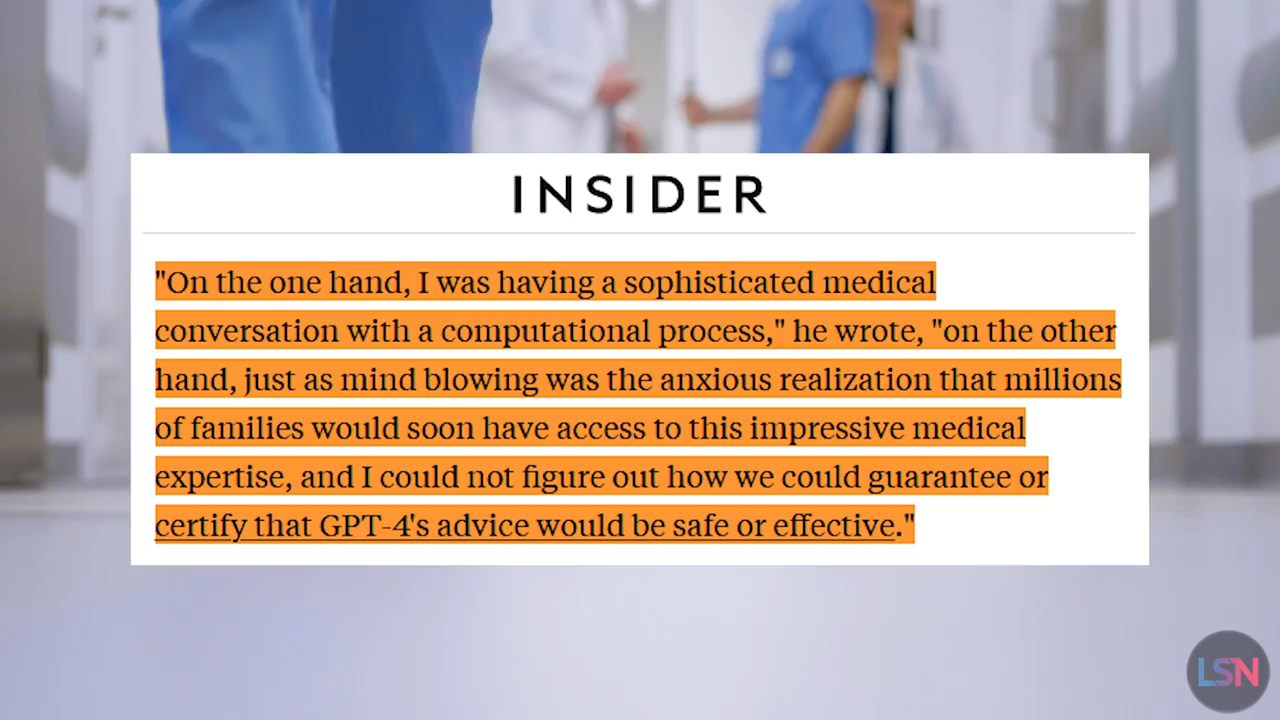 INSIDER
"On the one hand, I was having a sophisticated medical
conversation with a computational process," he wrote, "on the other
hand, just as mind blowing was the anxious realization that millions
of families would soon have access to this impressive medical
expertise, and I could not figure out how we could guarantee or
certify that GPT-4's advice would be safe or effective."
LSN